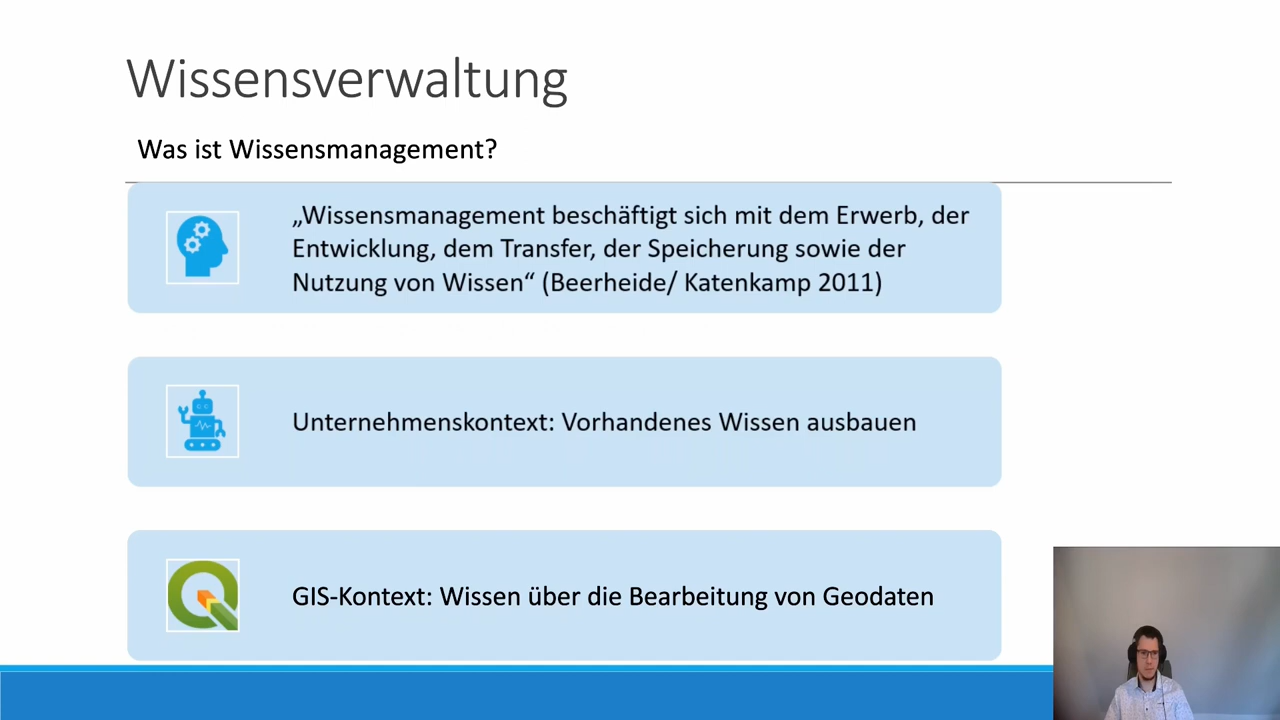 Wissensverwaltung
Was ist Wissensmanagement?
„Wissensmanagement beschäftigt sich mit dem Erwerb, der
Entwicklung, dem Transfer, der Speicherung sowie der
Nutzung von Wissen“ (Beerheide/ Katenkamp 2011)
Unternehmenskontext: Vorhandenes Wissen ausbauen
GIS-Kontext: Wissen über die Bearbeitung von Geodaten